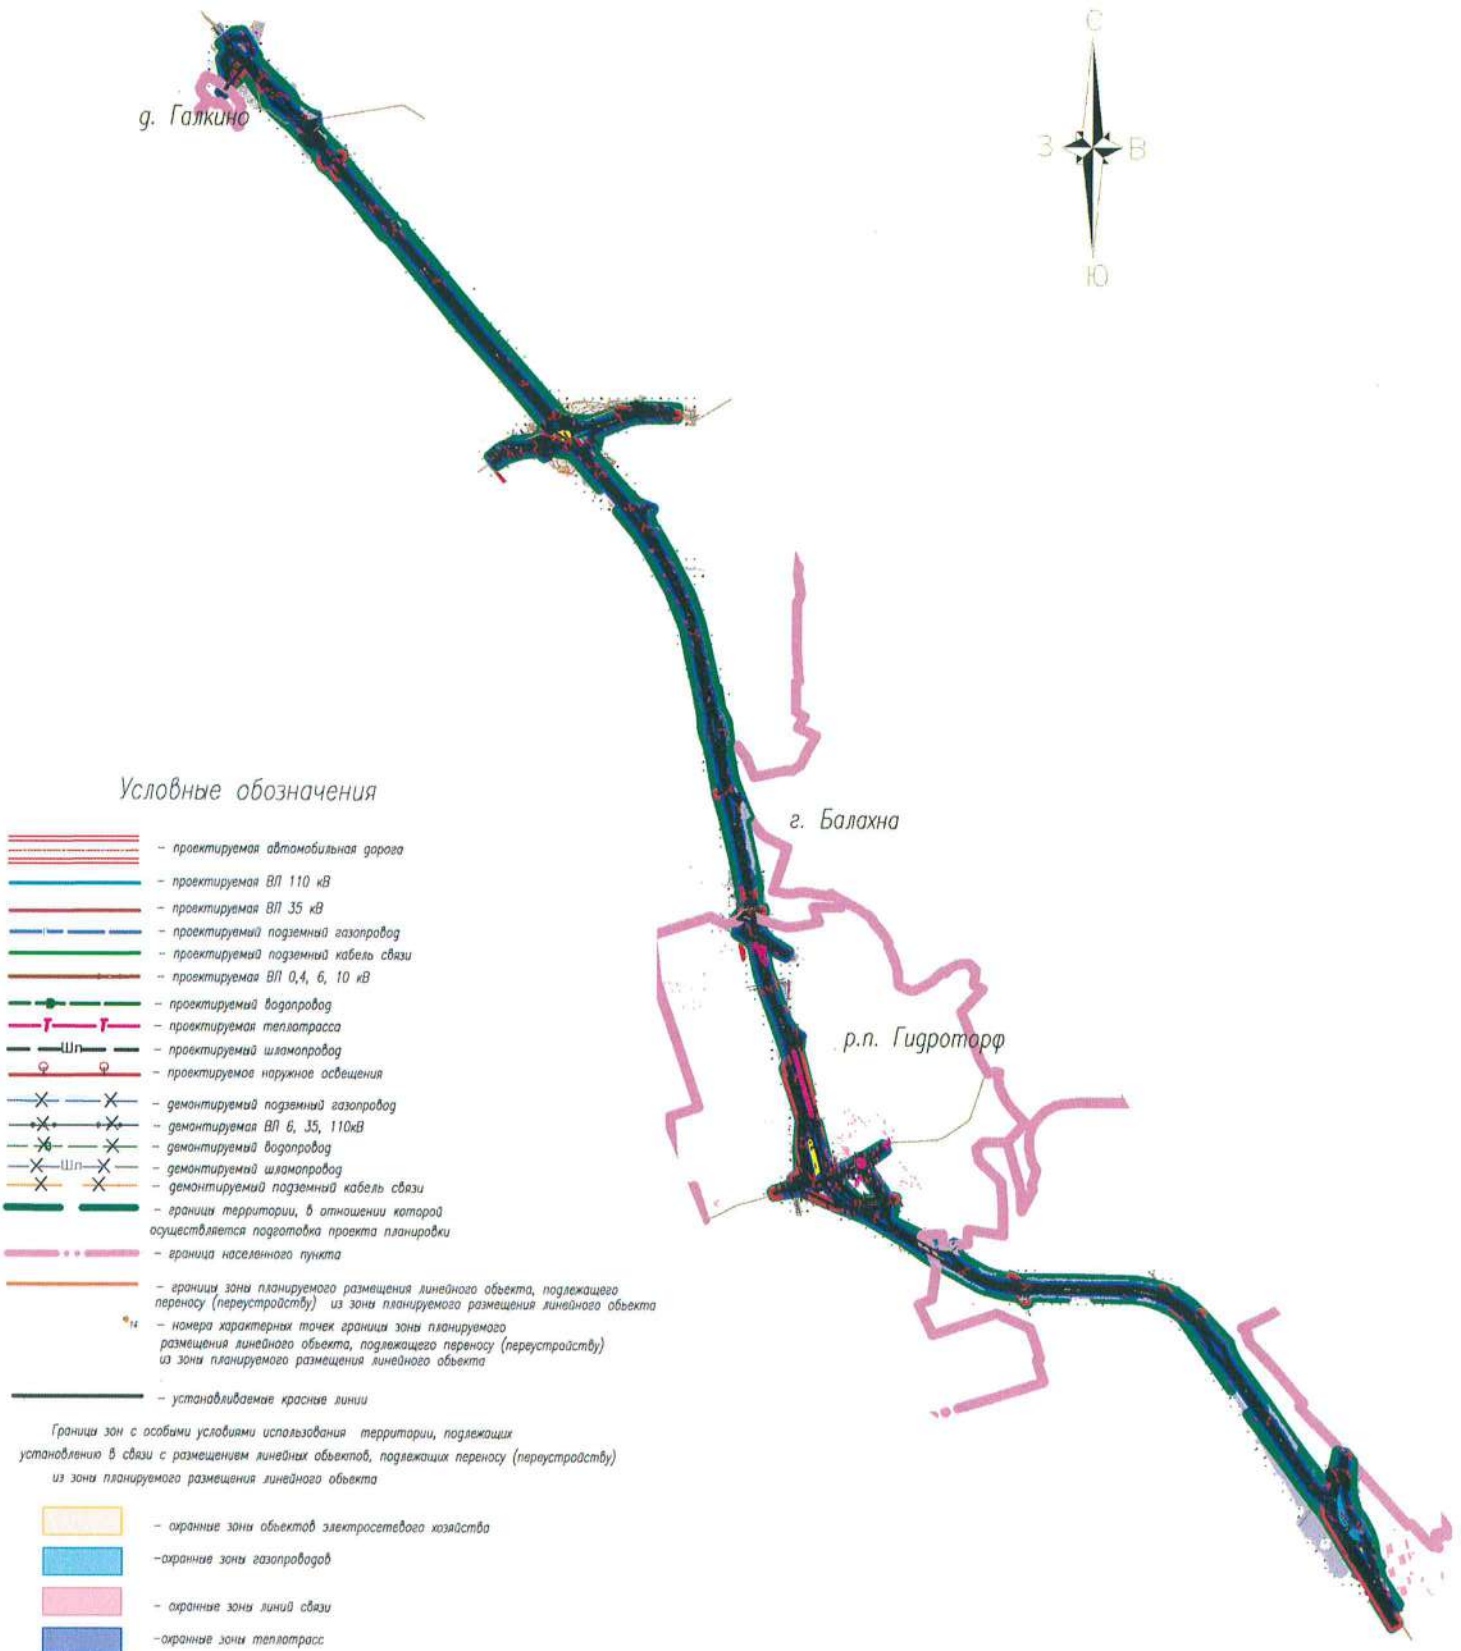 С
д. Галкино
З
В
Ю
Условные обозначения
г. Балахна
- проектируемая автомобильная дорога
- проектируемая ВЛ 110 кВ
- проектируемая ВЛ 35 кВ
- проектируемый подземный газопровод
- проектируемый подземный кабель связи
- проектируемая ВЛ 0,4, 6, 10 кВ
- проектируемый водопровод
Т Т - проектируемая теплотрасса
р.п. Гидроторф
Шп - проектируемый шламопровод
- проектируемое наружное освещения
- демонтируемый подземный газопровод
- демонтируемая ВЛ 6, 35, 110кВ
- демонтируемый водопровод
Шп - демонтируемый шламопровод
- демонтируемый подземный кабель связи
- границы территории, в отношении которой
осуществляется подготовка проекта планировки
- граница населенного пункта
- границы зоны планируемого размещения линейного объекта, подлежащего
переносу (переустройству) из зоны планируемого размещения линейного объекта
14 - номера характерных точек границы зоны планируемого
размещения линейного объекта, подлежащего переносу (переустройству)
из зоны планируемого размещения линейного объекта
- устанавливаемые красные линии
Границы зон с особыми условиями использования территории, подлежащих
установлению в связи с размещением линейных объектов, подлежащих переносу (переустройству)
из зоны планируемого размещения линейного объекта
- охранные зоны объектов электросетевого хозяйства
-охранные зоны газопроводов
- охранные зоны линий связи
-охранные зоны теплотрасс